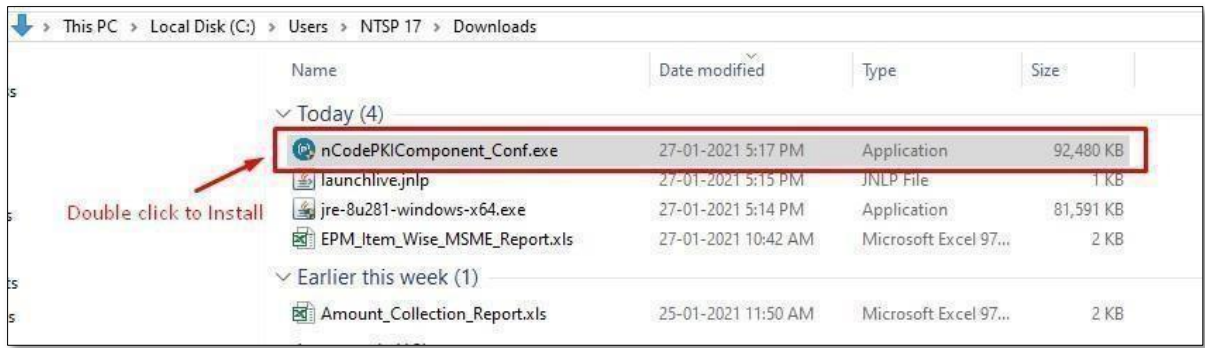 This PC > Local Disk (C:) > Users > NTSP 17 > Downloads
Name Date modified Type Size
s
Today (4)
nCodePKIComponent_Conf.exe 27-01-2021 5:17 PM Application 92,480 KB
launchlive.jnlp 27-01-2021 5:15 PM JNLP File 1 KB
s Double click to Install jre-8u281-windows-x64.exe 27-01-2021 5:14 PM Application 81,591 KB
EPM_Item_Wise_MSME_Report.xls 27-01-2021 10:42 AM Microsoft Excel 97... 2 KB
ts Earlier this week (1)
s Amount_Collection_Report.xls 25-01-2021 11:50 AM Microsoft Excel 97... 2 KB